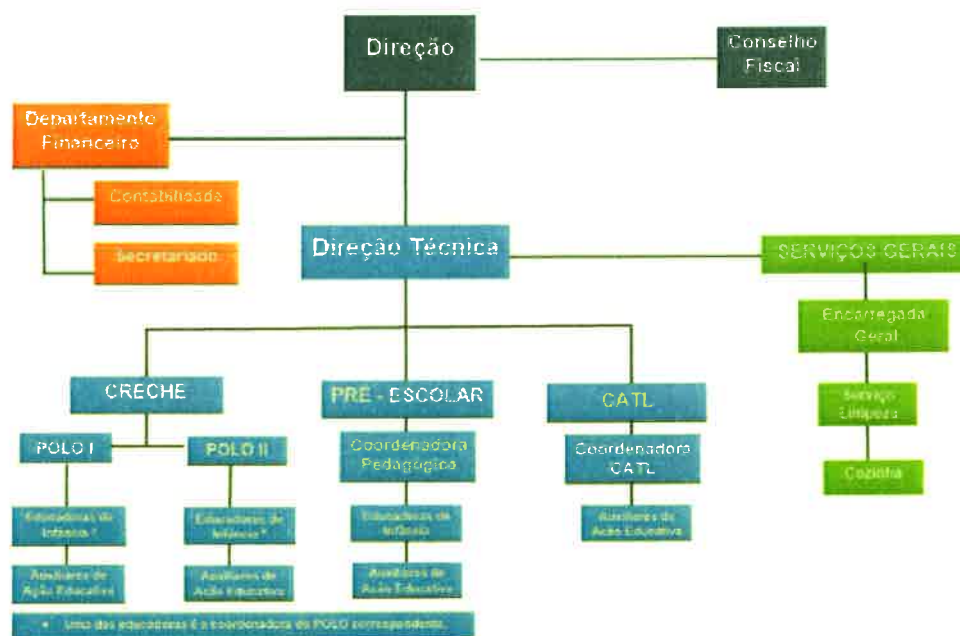 Direção
Conselho
Fiscal
Departamento
Financeiro
Contabilidade
Secretariado
Direção Técnica
SERVIÇOS GERAIS
Encarregada
Geral
Serviço
Limpeza
Cozinha
CRECHE
PRÉ - ESCOLAR
CATL
POLO I
POLO II
Coordenadora
Pedagógica
Coordenadora
CATL
Educadoras de
Infância *
Educadoras de
Infância *
Educadoras de
Infância
Auxiliares de
Ação Educativa
Auxiliares de
Ação Educativa
Auxiliares de
Ação Educativa
Auxiliares de
Ação Educativa
* Uma das educadoras é a coordenadora do POLO correspondente.